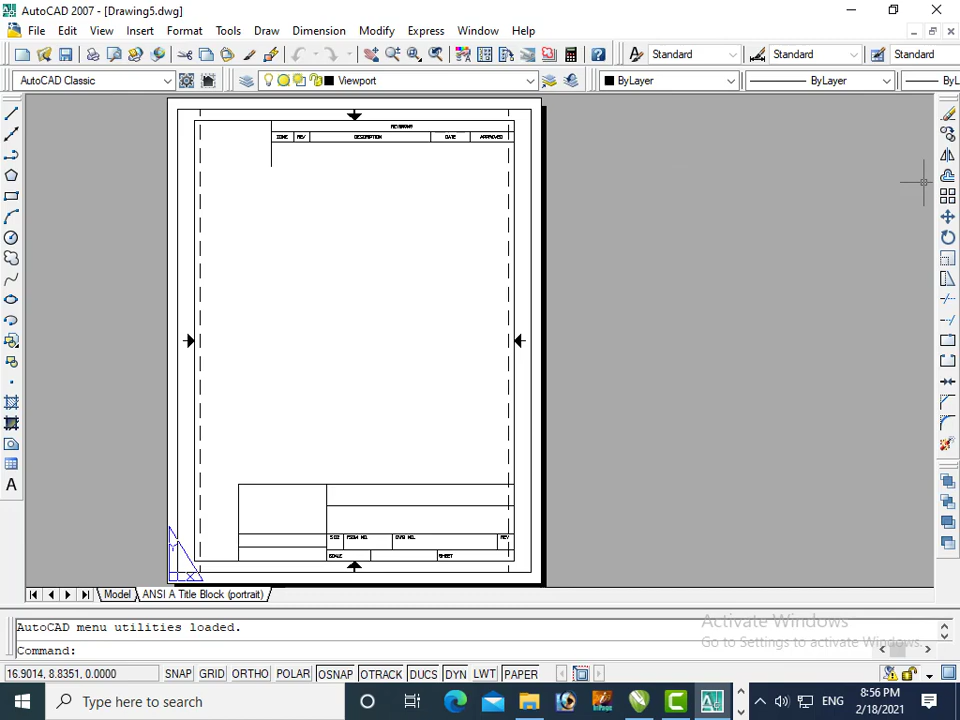 AutoCAD 2007 - [Drawing5.dwg]
File Edit View Insert Format Tools Draw Dimension Modify Express Window Help
Standard Standard Standard
AutoCAD Classic Viewport ByLayer ByLayer ByL
ZONE REV DESCRIPTION DATE APPROVED
SIZE FSCM NO. DWG NO. REV
SCALE SHEET
Model ANSI A Title Block (portrait)
AutoCAD menu utilities loaded.
Command:
Activate Windows
Go to Settings to activate Windows.
16.9014, 8.8351, 0.0000 SNAP GRID ORTHO POLAR OSNAP OTRACK DUCS DYN LWT PAPER
Type here to search
ENG
8:56 PM
2/18/2021